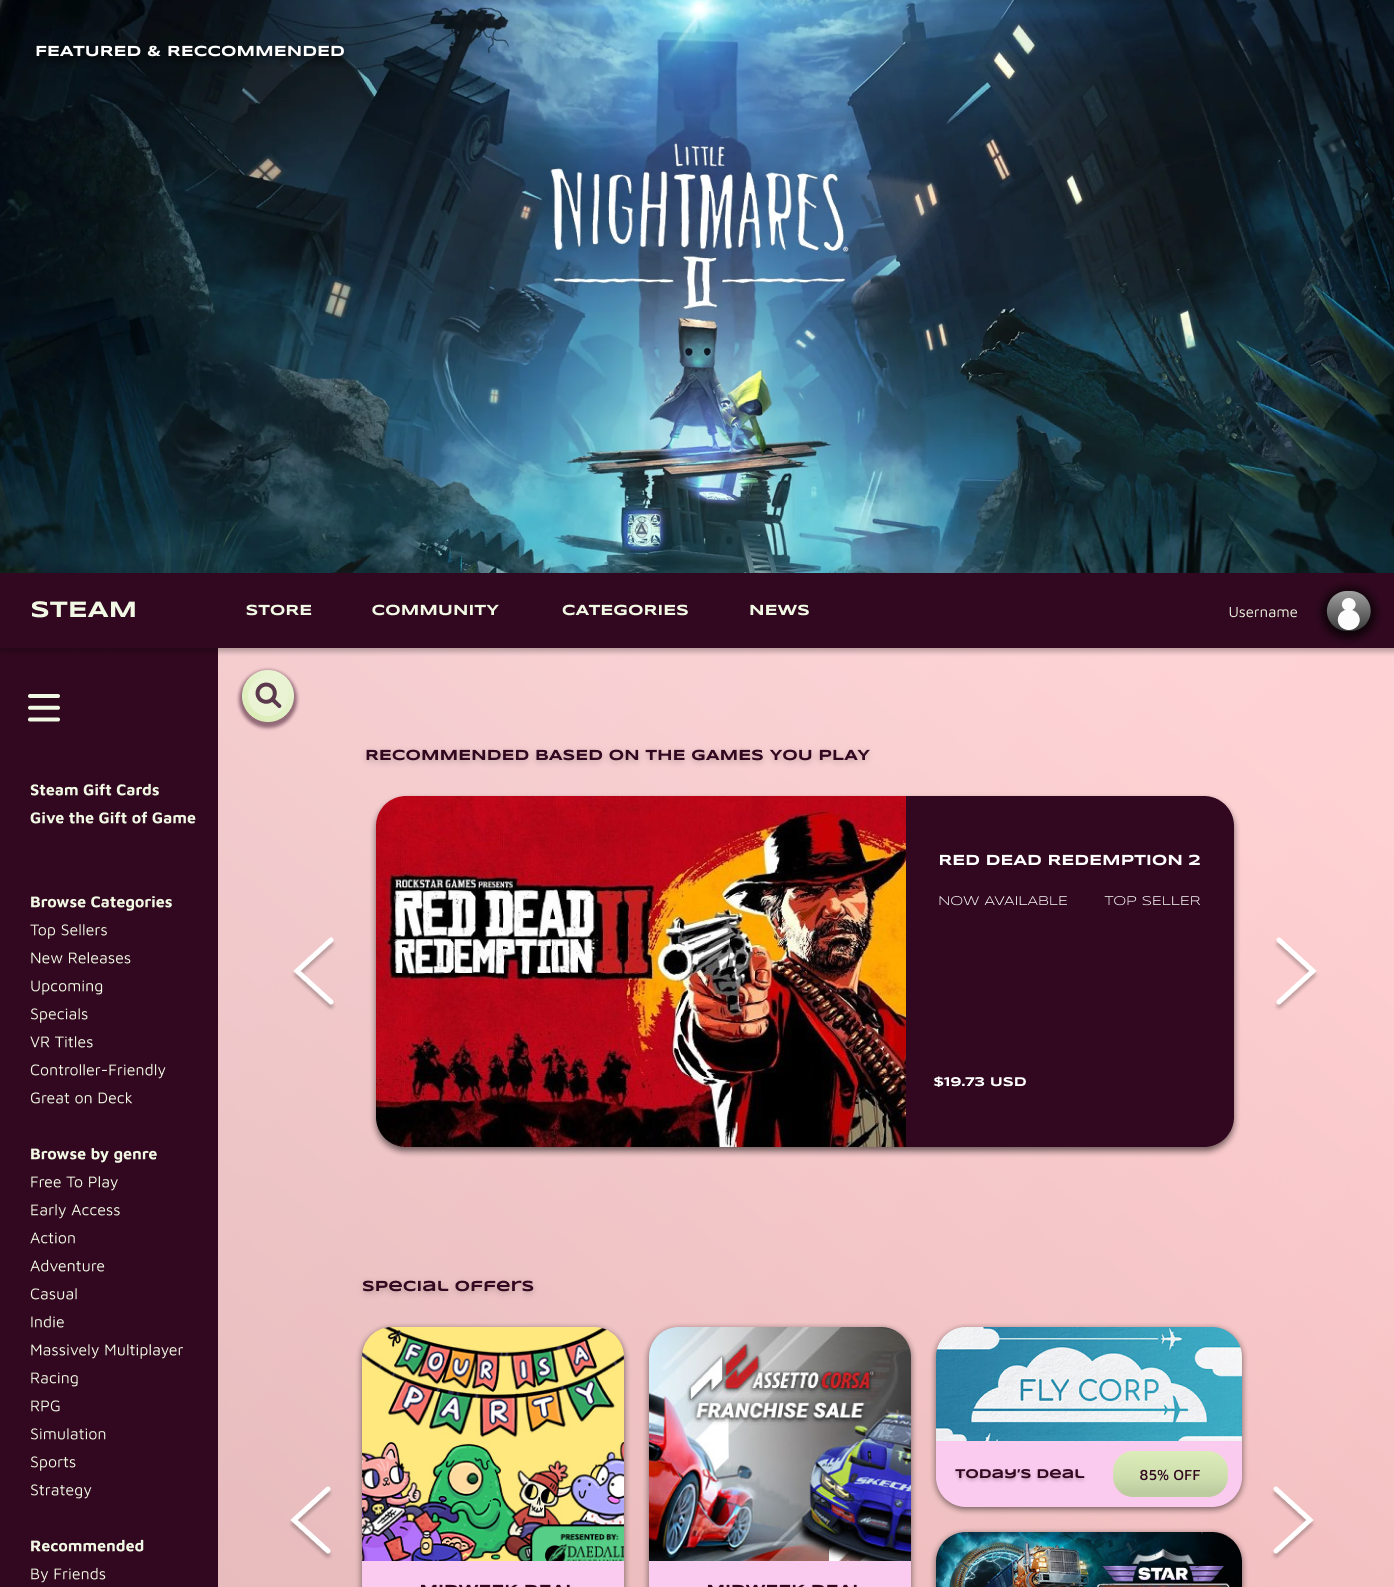 FEATURED & RECCOMMENDED
LITTLE
NIGHTMARES
II
STEAM
STORE
COMMUNITY
CATEGORIES
NEWS
Username
RECOMMENDED BASED ON THE GAMES YOU PLAY
Steam Gift Cards
Give the Gift of Game
Browse Categories
Top Sellers
New Releases
Upcoming
Specials
VR Titles
Controller-Friendly
Great on Deck
Browse by genre
Free To Play
Early Access
Action
Adventure
Casual
Indie
Massively Multiplayer
Racing
RPG
Simulation
Sports
Strategy
Recommended
By Friends
ROCKSTAR GAMES PRESENTS
RED DEAD
REDEMPTION II
RED DEAD REDEMPTION 2
NOW AVAILABLE
TOP SELLER
$19.73 USD
Special Offers
FOUR IS A
PARTY
PRESENTED BY:
MIDWEEK DEAL
ASSETTO CORSA
FRANCHISE SALE
SKECH
MIDWEEK DEAL
FLY CORP
Today's Deal
85% OFF
STAR